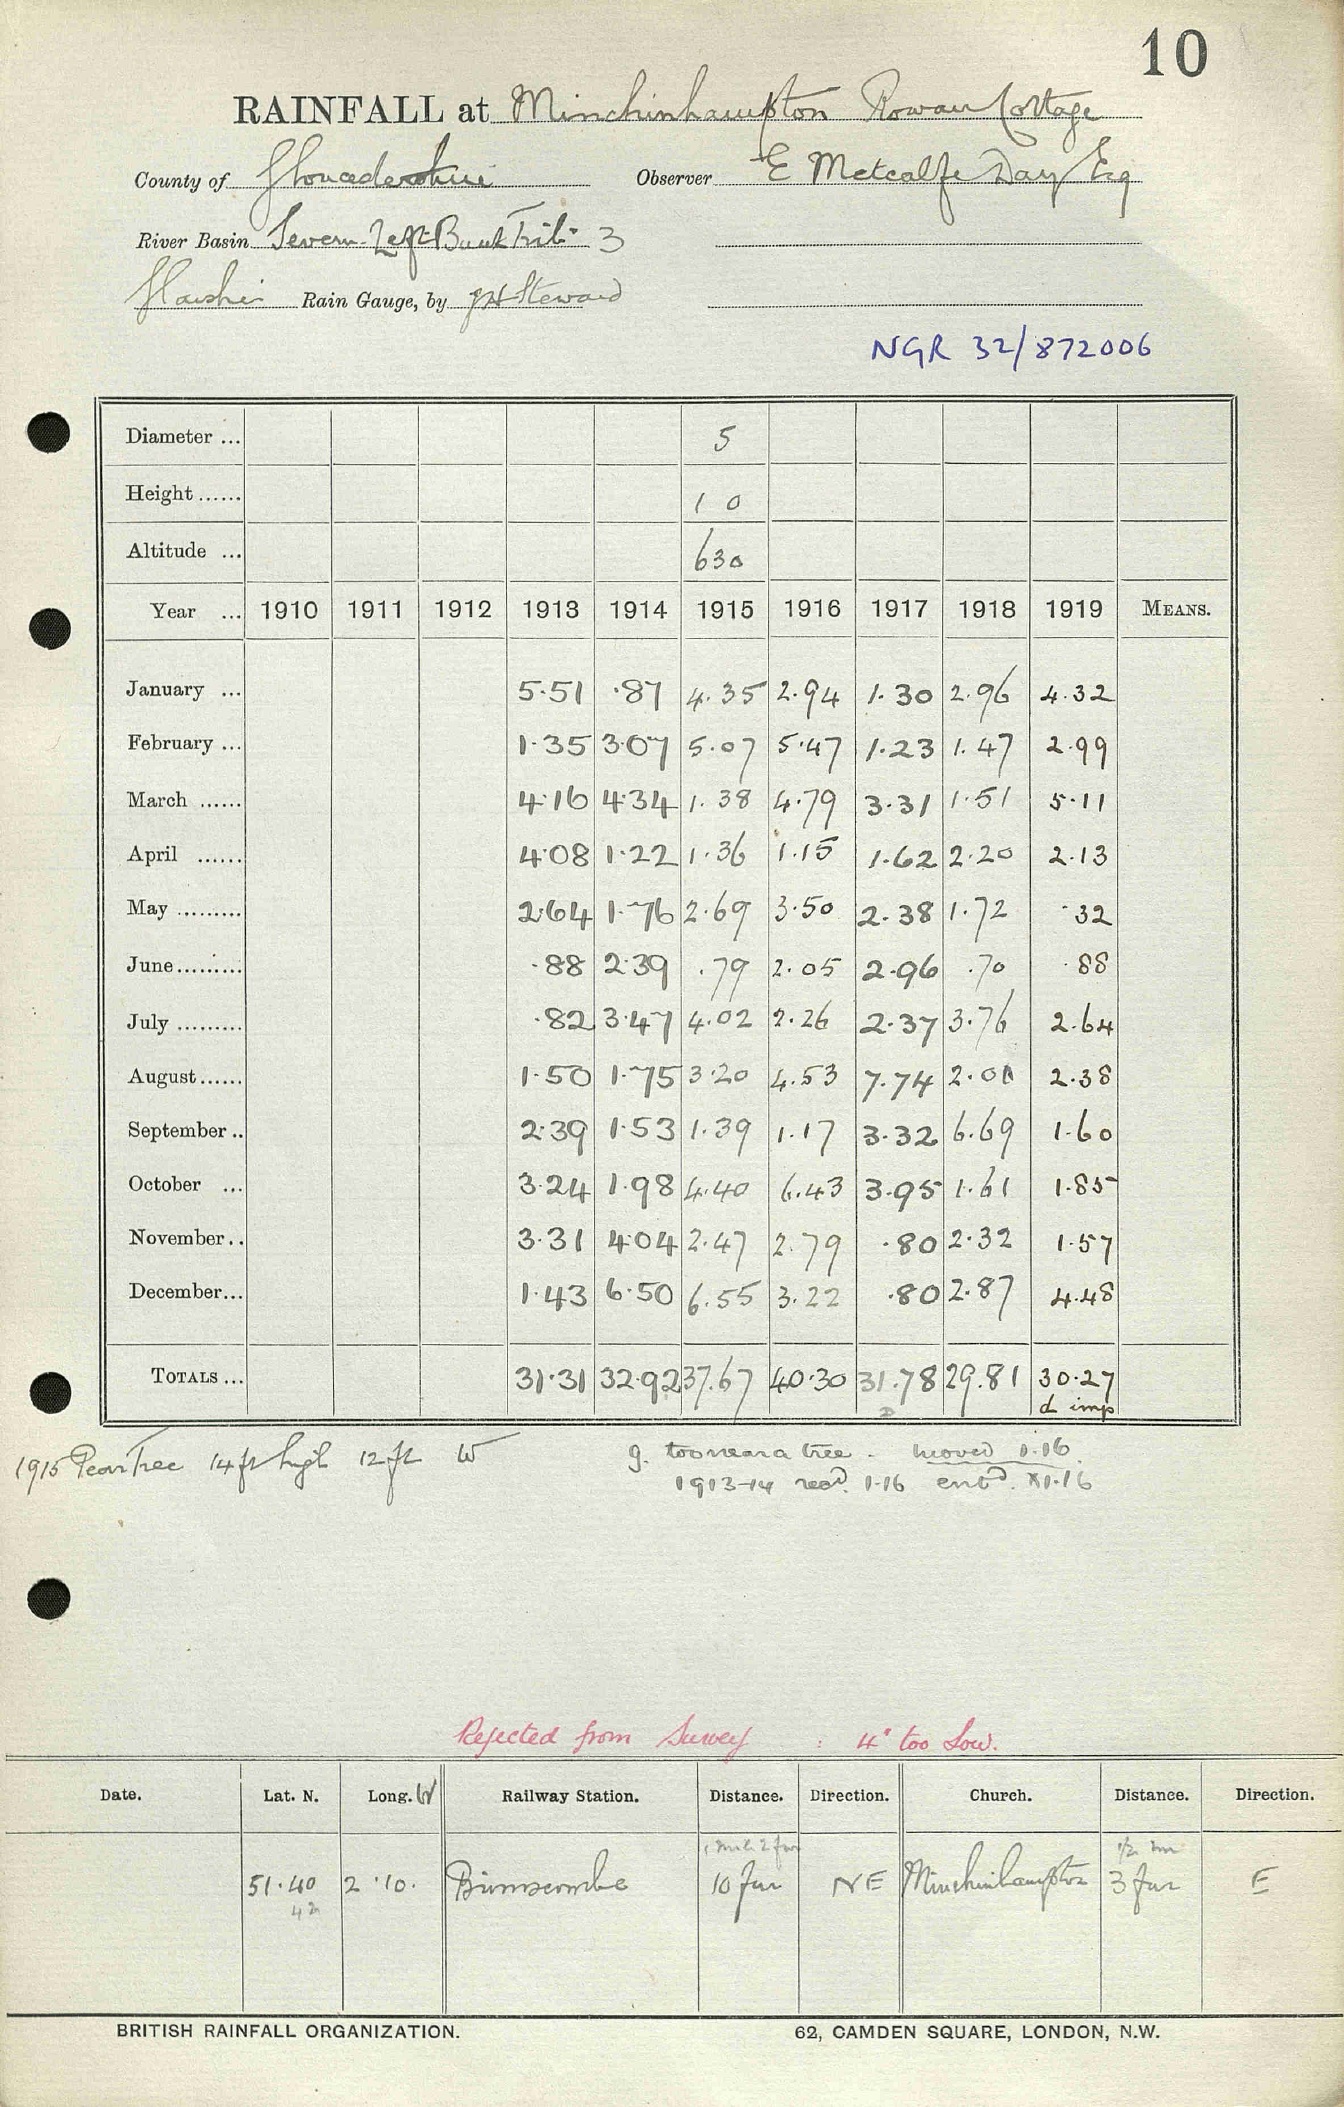 10
RAINFALL at Minchinhampton Rowan Cottage
County of Gloucestershire Observer E Metcalfe Day Esq
River Basin Severn-Left Bank Trib- 3
Rain Gauge, by JH Steward
NGR 32/872006
Diameter ... 5
Height ...... 1 0
Altitude ... 630
Year ... 1910 1911 1912 1913 1914 1915 1916 1917 1918 1919 MEANS.
January ... 5.51 .87 4.35 2.94 1.30 2.96 4.32
February ... 1.35 3.07 5.07 5.47 1.23 1.47 2.99
March ...... 4.16 4.34 1.38 4.79 3.31 1.51 5.11
April ...... 4.08 1.22 1.36 1.15 1.62 2.20 2.13
May ......... 2.64 1.76 2.69 3.50 2.38 1.72 .32
June......... .88 2.39 .79 2.05 2.96 .70 .88
July ......... .82 3.47 4.02 2.26 2.37 3.76 2.64
August...... 1.50 1.75 3.20 4.53 7.74 2.00 2.38
September .. 2.39 1.53 1.39 1.17 3.32 6.69 1.60
October ... 3.24 1.98 4.40 6.43 3.95 1.61 1.85
November .. 3.31 4.04 2.47 2.79 .80 2.32 1.57
December... 1.43 6.50 6.55 3.22 .80 2.87 4.48
TOTALS ... 31.31 32.92 37.67 40.30 31.78 29.81 30.27
D d imp
1915 Pear Tree 14ft high 12ft W
g. too near a tree. moved 1.16.
1913-14 recd. 1.16 entd. 1.16
Rejected from Survey : 4" too low.
Date. Lat. N. Long. W Railway Station. Distance. Direction. Church. Distance. Direction.
1 mile 2 fur 1/2 m
51.40 2.10. Brimscombe 10 fur NE Minchinhampton 3 fur E
42
BRITISH RAINFALL ORGANIZATION. 62, CAMDEN SQUARE, LONDON, N.W.